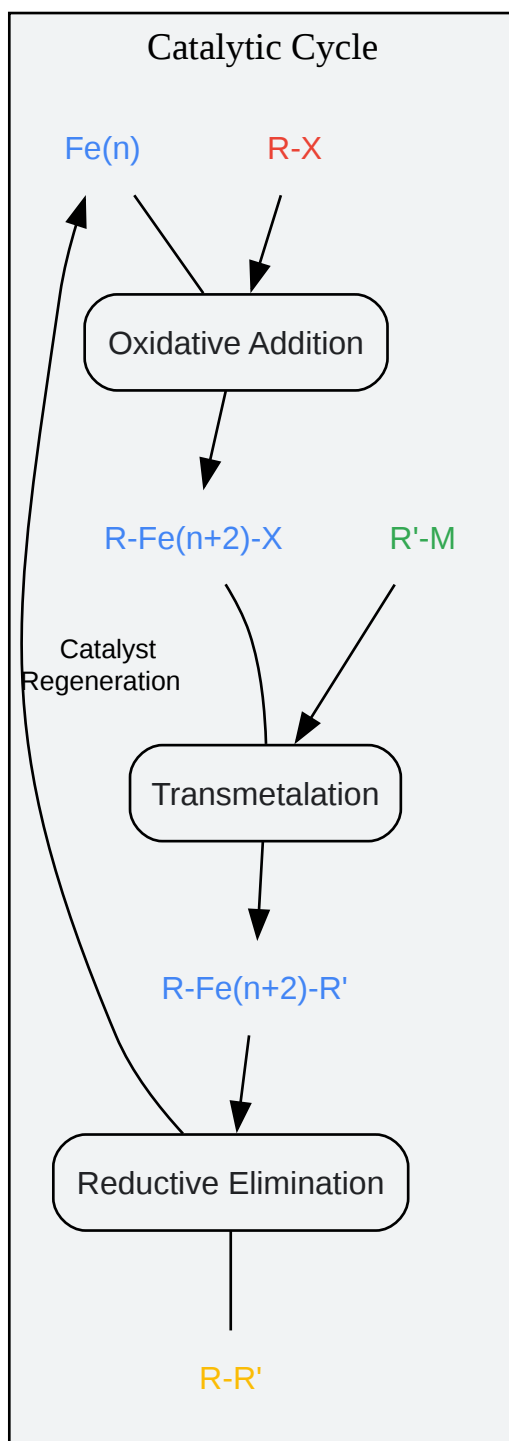 Catalytic Cycle
Fe(n)
R-X
Oxidative Addition
R-Fe(n+2)-X
R'-M
Catalyst
Regeneration
Transmetalation
R-Fe(n+2)-R'
Reductive Elimination
R-R'